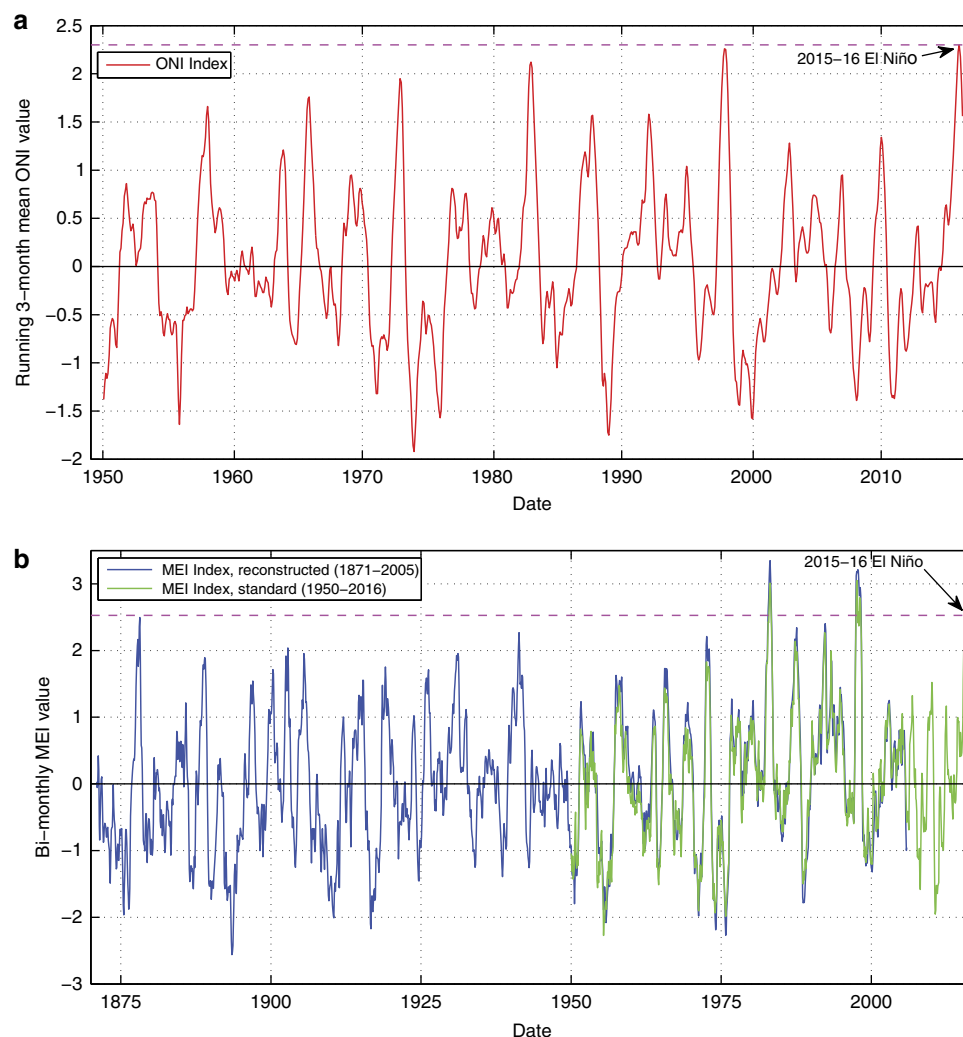 a
2.5
2
1.5
1
0.5
0
−0.5
−1
−1.5
−2
Running 3−month mean ONI value
ONI Index
2015−16 El Niño
1950 1960 1970 1980 1990 2000 2010
Date
b
3
2
1
0
−1
−2
−3
Bi−monthly MEI value
MEI Index, reconstructed (1871−2005)
MEI Index, standard (1950−2016)
2015−16 El Niño
1875 1900 1925 1950 1975 2000
Date